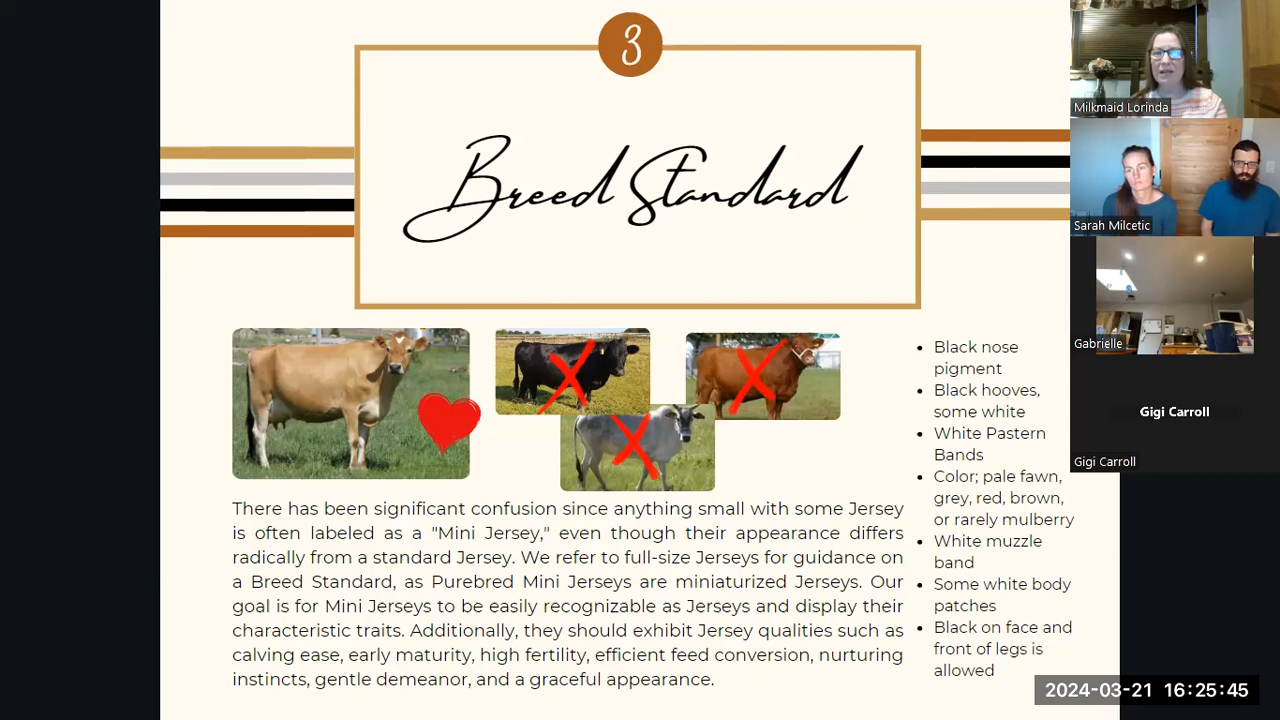 3
Breed Standard
There has been significant confusion since anything small with some Jersey
is often labeled as a "Mini Jersey," even though their appearance differs
radically from a standard Jersey. We refer to full-size Jerseys for guidance on
a Breed Standard, as Purebred Mini Jerseys are miniaturized Jerseys. Our
goal is for Mini Jerseys to be easily recognizable as Jerseys and display their
characteristic traits. Additionally, they should exhibit Jersey qualities such as
calving ease, early maturity, high fertility, efficient feed conversion, nurturing
instincts, gentle demeanor, and a graceful appearance.
• Black nose
pigment
• Black hooves,
some white
• White Pastern
Bands
• Color; pale fawn,
grey, red, brown,
or rarely mulberry
• White muzzle
band
• Some white body
patches
• Black on face and
front of legs is
allowed
Milkmaid Lorinda
Sarah Milcetic
Gabrielle
Gigi Carroll
Gigi Carroll
2024-03-21 16:25:45